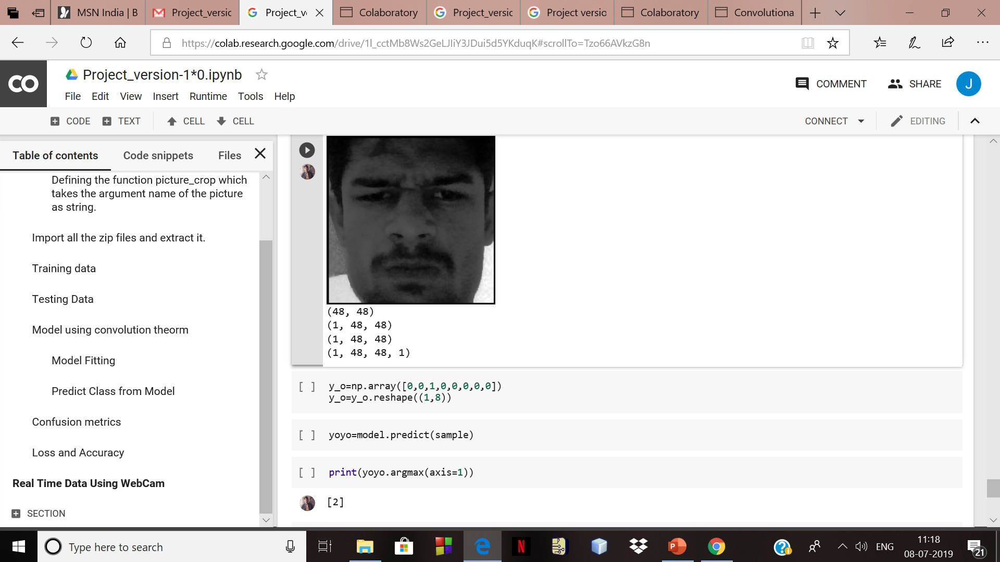 MSN India | B
Project_versic
Project_v
Colaboratory
Project_versic
Project versio
Colaboratory
Convolutiona
https://colab.research.google.com/drive/1l_cctMb8Ws2GeLJIiY3JDui5d5YKduqK#scrollTo=Tzo66AVkzG8n
CO
Project_version-1*0.ipynb
COMMENT
SHARE
J
File Edit View Insert Runtime Tools Help
CODE TEXT CELL CELL
CONNECT
EDITING
Table of contents
Code snippets
Files
Defining the function picture_crop which
takes the argument name of the picture
as string.
Import all the zip files and extract it.
Training data
Testing Data
Model using convolution theorm
Model Fitting
Predict Class from Model
Confusion metrics
Loss and Accuracy
Real Time Data Using WebCam
SECTION
(48, 48)
(1, 48, 48)
(1, 48, 48)
(1, 48, 48, 1)
[ ] y_o=np.array([0,0,1,0,0,0,0,0])
y_o=y_o.reshape((1,8))
[ ] yoyo=model.predict(sample)
[ ] print(yoyo.argmax(axis=1))
[2]
Type here to search
N
P
ENG
11:18
08-07-2019
21